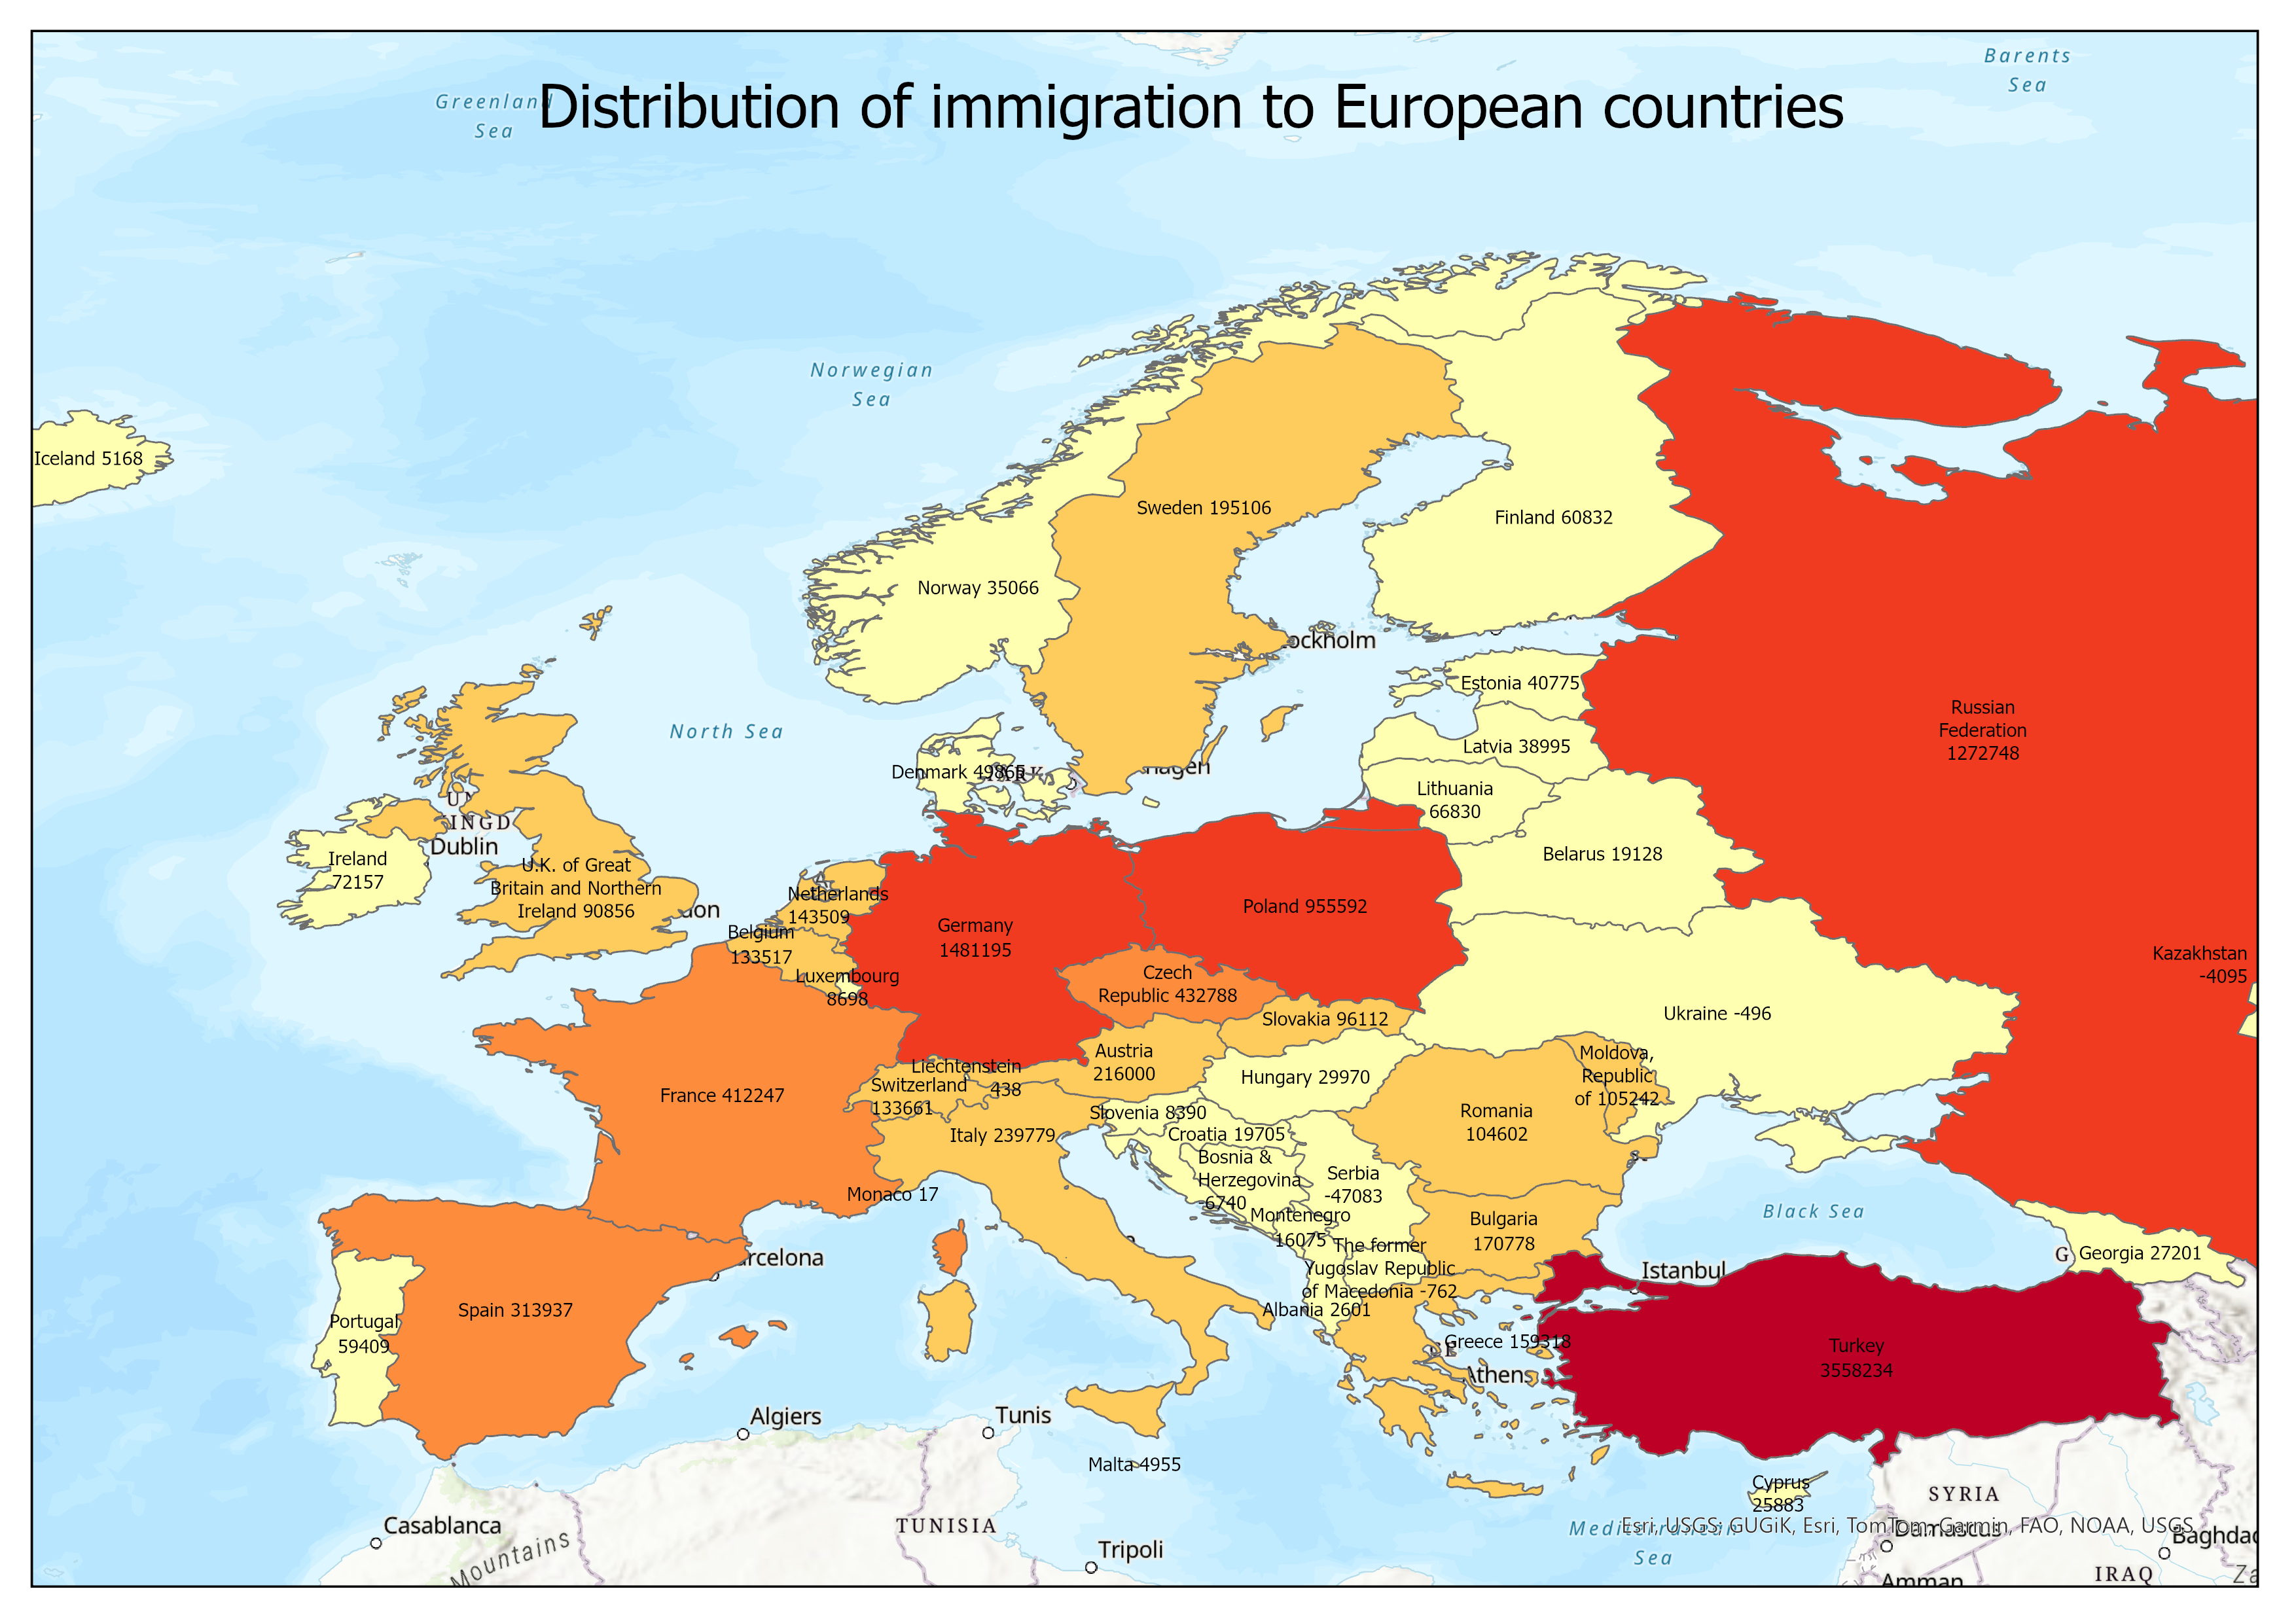 Barents
Sea
Greenland
Sea
Distribution of immigration to European countries
Norwegian
Sea
Iceland 5168
Sweden 195106
Finland 60832
Norway 35066
ockholm
Estonia 40775
North Sea
Russian
Federation
1272748
Latvia 38995
Denmark 49865
hagen
Lithuania
66830
UN
INGD
Dublin
Ireland
72157
U.K. of Great
Britain and Northern
Ireland 90856
don
Belarus 19128
Netherlands
143509
Poland 955592
Germany
1481195
Belgium
133517
Kazakhstan
-4095
Luxembourg
8698
Czech
Republic 432788
Ukraine -496
Slovakia 96112
Austria
216000
Moldova,
Republic
of 105242
Liechtenstein
438
Switzerland
133661
Hungary 29970
France 412247
Slovenia 8390
Romania
104602
Italy 239779
Croatia 19705
Bosnia &
Herzegovina
-6740
Serbia
-47083
Monaco 17
Montenegro
16075
Bulgaria
170778
Black Sea
The former
Yugoslav Republic
of Macedonia -762
G
Georgia 27201
rcelona
Istanbul
Albania 2601
Spain 313937
Portugal
59409
Greece 159318
Athens
Turkey
3558234
Algiers
Tunis
Malta 4955
Cyprus
25883
SYRIA
Casablanca
TUNISIA
Mediterranean
Sea
Esri, USGS; GUGiK, Esri, TomTom, Garmin, FAO, NOAA, USGS
Damascus
Baghdad
Mountains
Tripoli
IRAQ
Za
Amman